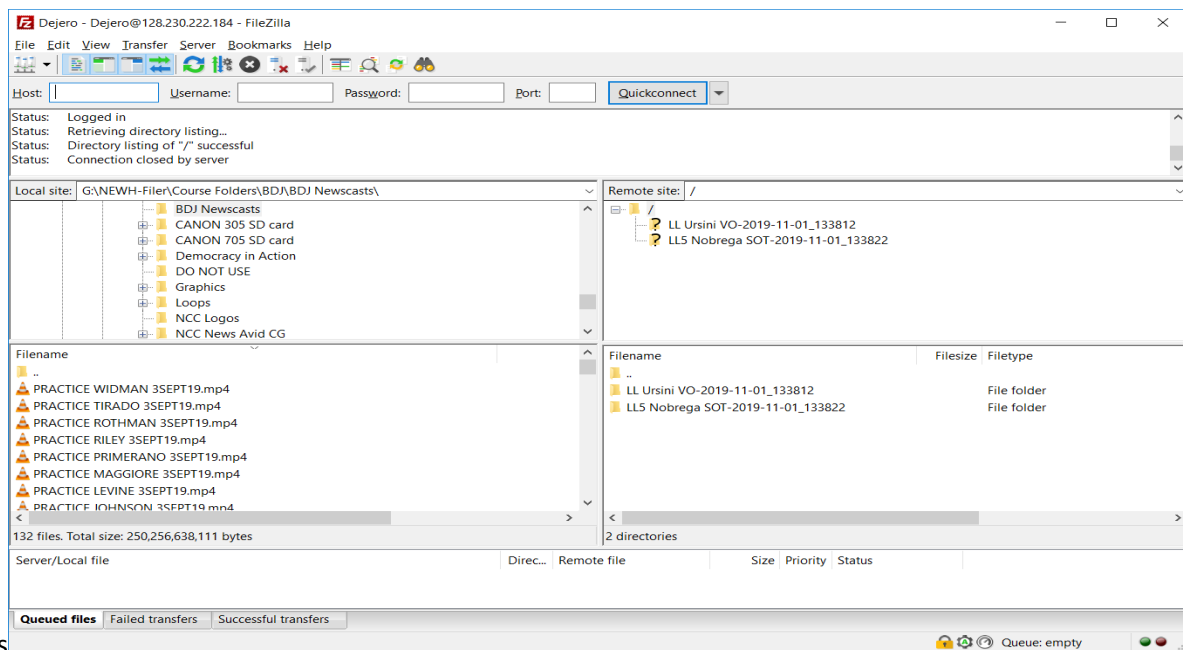 Dejero - Dejero@128.230.222.184 - FileZilla
File Edit View Transfer Server Bookmarks Help
Host: Username: Password: Port: Quickconnect
Status: Logged in
Status: Retrieving directory listing...
Status: Directory listing of "/" successful
Status: Connection closed by server
Local site: G:\NEWH-Filer\Course Folders\BDJ\BDJ Newscasts\
BDJ Newscasts
CANON 305 SD card
CANON 705 SD card
Democracy in Action
DO NOT USE
Graphics
Loops
NCC Logos
NCC News Avid CG
Remote site: /
/
LL Ursini VO-2019-11-01_133812
LL5 Nobrega SOT-2019-11-01_133822
Filename
..
PRACTICE WIDMAN 3SEPT19.mp4
PRACTICE TIRADO 3SEPT19.mp4
PRACTICE ROTHMAN 3SEPT19.mp4
PRACTICE RILEY 3SEPT19.mp4
PRACTICE PRIMERANO 3SEPT19.mp4
PRACTICE MAGGIORE 3SEPT19.mp4
PRACTICE LEVINE 3SEPT19.mp4
PRACTICE JOHNSON 3SEPT19.mp4
132 files. Total size: 250,256,638,111 bytes
Filename Filesize Filetype
..
LL Ursini VO-2019-11-01_133812 File folder
LL5 Nobrega SOT-2019-11-01_133822 File folder
2 directories
Server/Local file Direc... Remote file Size Priority Status
Queued files Failed transfers Successful transfers
s
Queue: empty